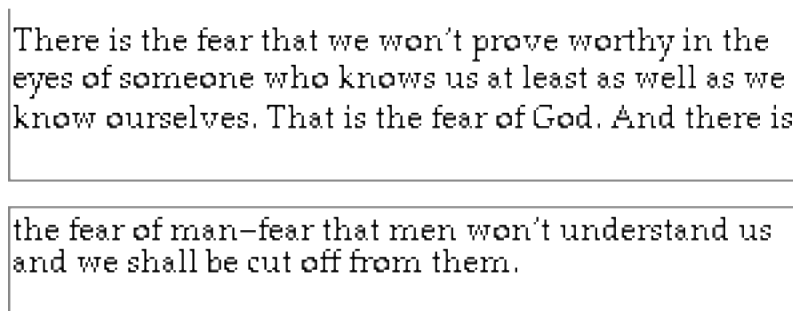 There is the fear that we won't prove worthy in the
eyes of someone who knows us at least as well as we
know ourselves. That is the fear of God. And there is
the fear of man–fear that men won't understand us
and we shall be cut off from them.